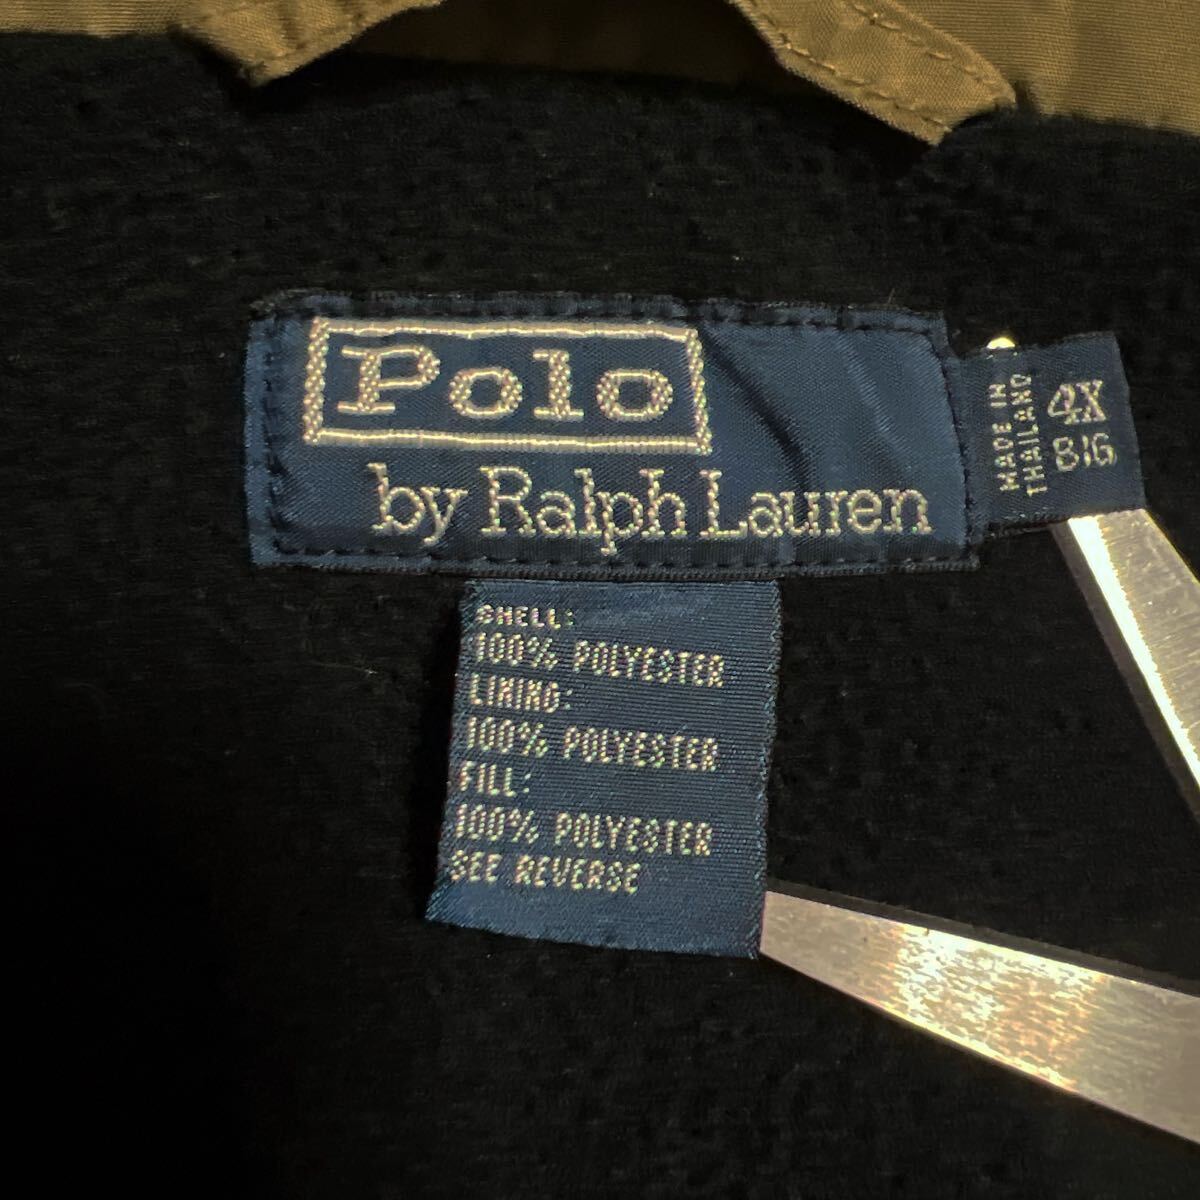 Polo
by Ralph Lauren
MADE IN
THAILAND
4X
BIG
SHELL:
100% POLYESTER
LINING:
100% POLYESTER
FILL:
100% POLYESTER
SEE REVERSE